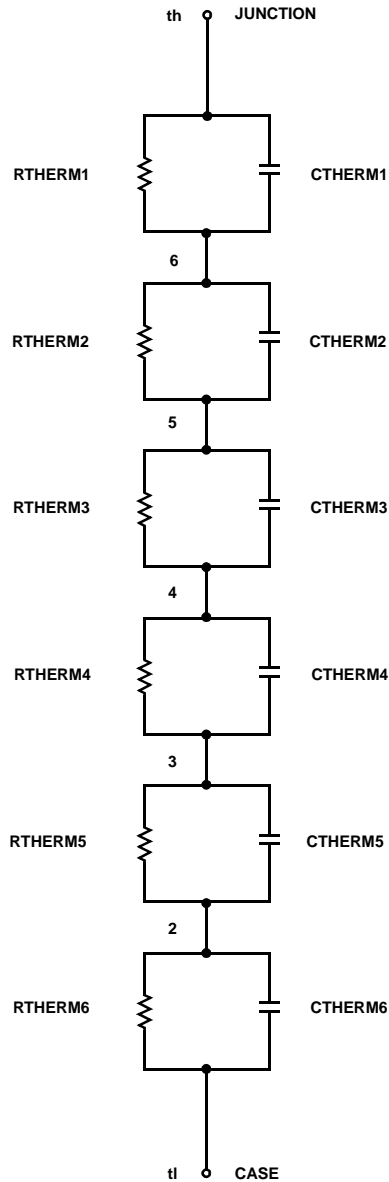 th JUNCTION
RTHERM1 CTHERM1
6
RTHERM2 CTHERM2
5
RTHERM3 CTHERM3
4
RTHERM4 CTHERM4
3
RTHERM5 CTHERM5
2
RTHERM6 CTHERM6
tl CASE